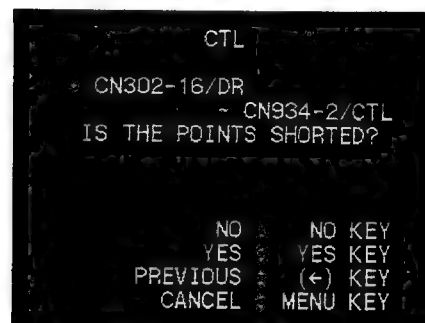 CTL
* CN302-16/DR
~ CN934-2/CTL
IS THE POINTS SHORTED?
NO * NO KEY
YES * YES KEY
PREVIOUS * (←) KEY
CANCEL * MENU KEY